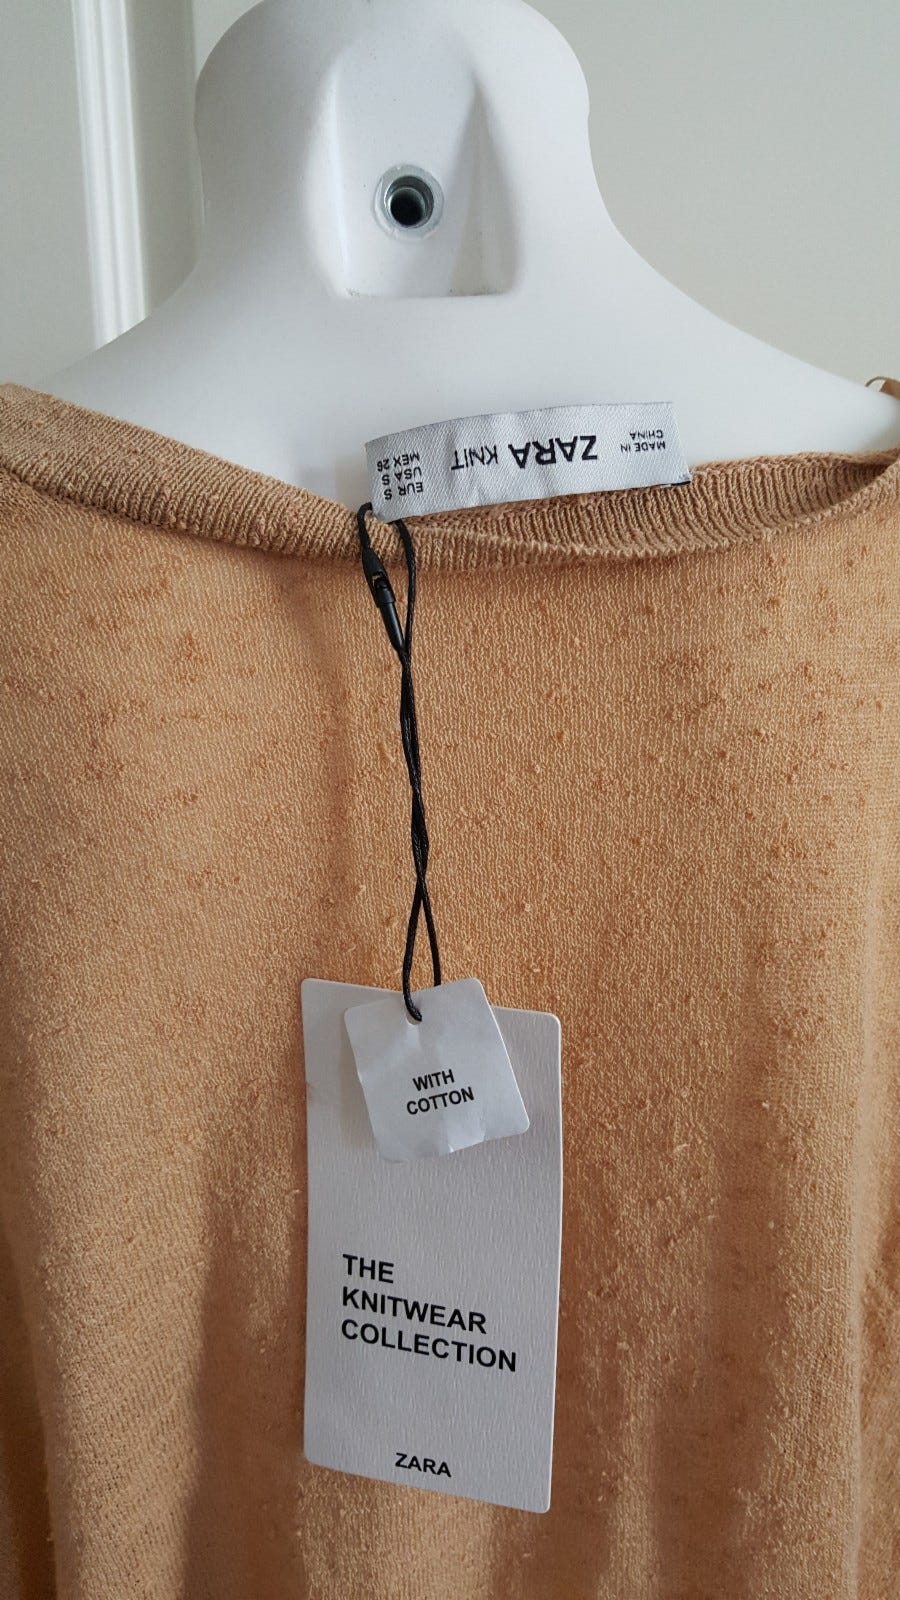 MADE IN
CHINA
ZARA KNIT
EUR S
USA S
MEX 26
WITH
COTTON
THE
KNITWEAR
COLLECTION
ZARA